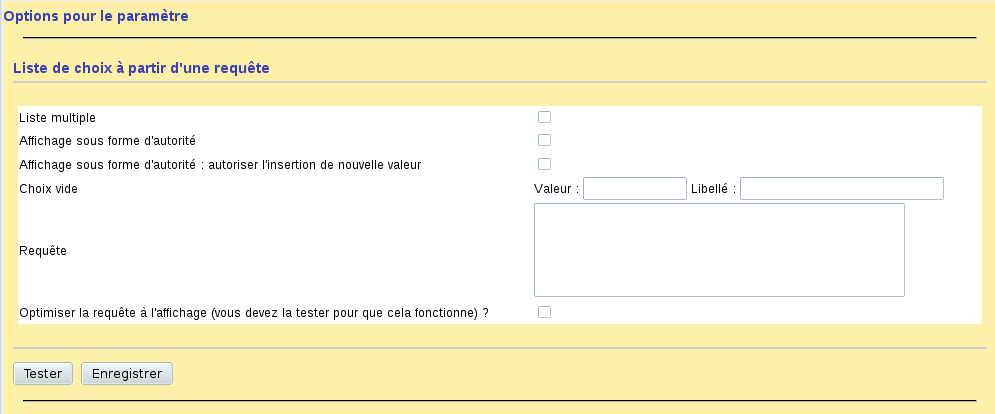 Options pour le paramètre
Liste de choix à partir d'une requête
Liste multiple
Affichage sous forme d'autorité
Affichage sous forme d'autorité : autoriser l'insertion de nouvelle valeur
Choix vide Valeur : Libellé :
Requête
Optimiser la requête à l'affichage (vous devez la tester pour que cela fonctionne) ?
Tester Enregistrer